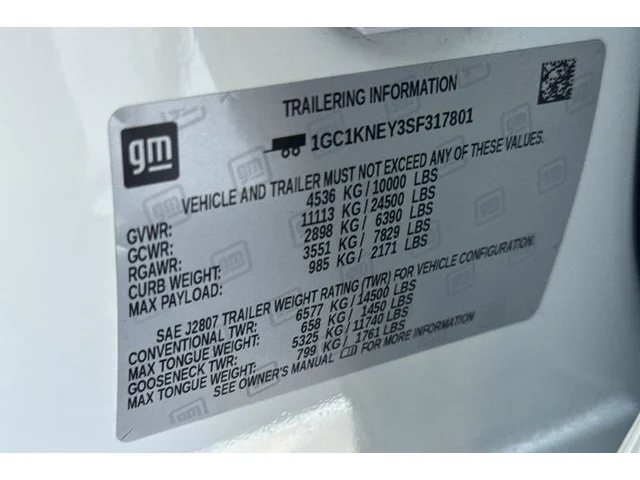 gm
TRAILERING INFORMATION
1GC1KNEY3SF317801
VEHICLE AND TRAILER MUST NOT EXCEED ANY OF THESE WEIGHTS
GVWR: 4536 KG/10000 LBS
GCWR: 11113 KG/24500 LBS
RGAWR: 2898 KG/ 6390 LBS
CURB WEIGHT: 3551 KG/ 7829 LBS
MAX PAYLOAD: 985 KG/ 2171 LBS
SAE J2807 TRAILER WEIGHT RATING (TWR) FOR VEHICLE CONFIGURATION.
CONVENTIONAL TWR: 6577 KG/14500 LBS
MAX TONGUE WEIGHT: 658 KG/ 1450 LBS
GOOSENECK TWR: 5325 KG/11740 LBS
MAX TONGUE WEIGHT: 799 KG/ 1761 LBS
SEE OWNER'S MANUAL FOR MORE INFORMATION